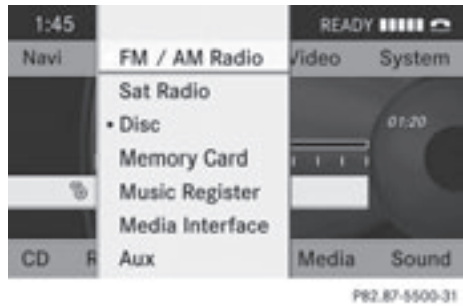 1:45 READY
Navi FM / AM Radio Video System
Sat Radio
• Disc 01:20
Memory Card
Music Register
Media Interface
CD Aux Media Sound
P82.87-5500-31